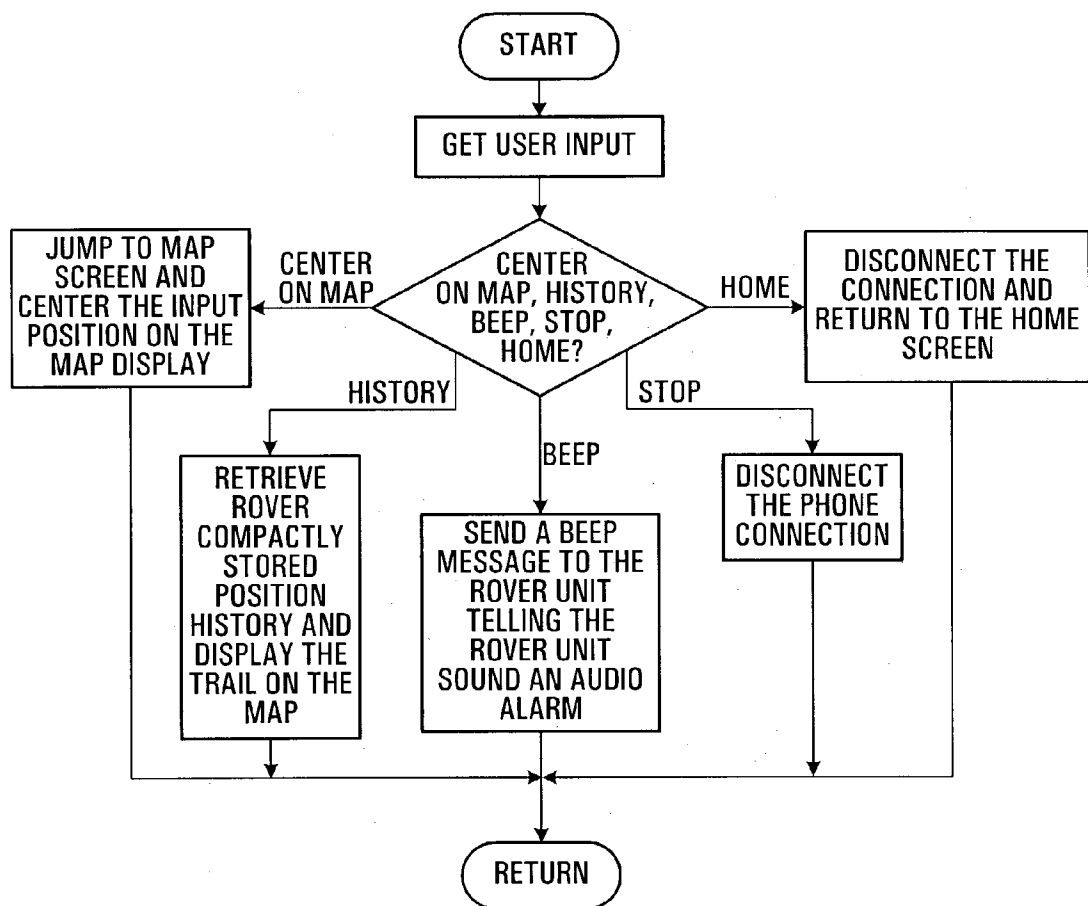 START
GET USER INPUT
CENTER
ON MAP, HISTORY,
BEEP, STOP,
HOME?
CENTER
ON MAP
JUMP TO MAP
SCREEN AND
CENTER THE INPUT
POSITION ON THE
MAP DISPLAY
HOME
DISCONNECT THE
CONNECTION AND
RETURN TO THE HOME
SCREEN
HISTORY
RETRIEVE
ROVER
COMPACTLY
STORED
POSITION
HISTORY AND
DISPLAY THE
TRAIL ON THE
MAP
BEEP
SEND A BEEP
MESSAGE TO THE
ROVER UNIT
TELLING THE
ROVER UNIT
SOUND AN AUDIO
ALARM
STOP
DISCONNECT
THE PHONE
CONNECTION
RETURN